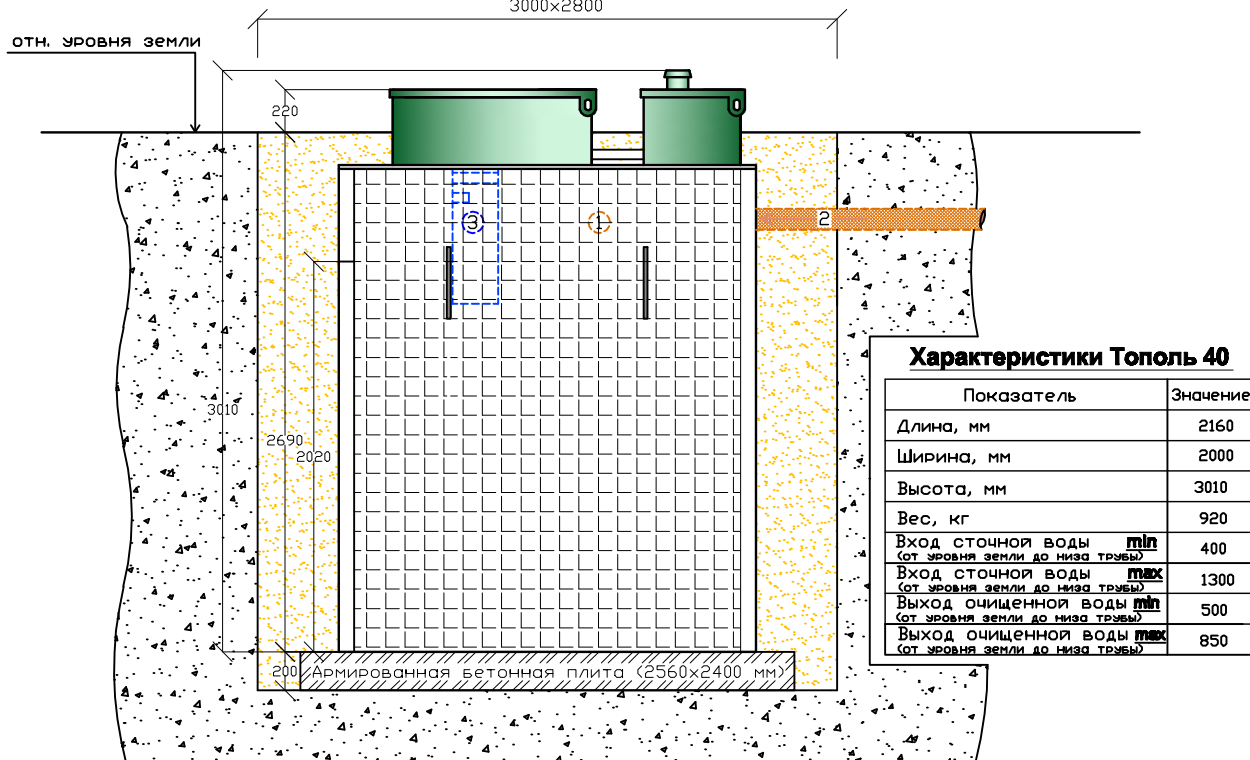 3000x2800
отн. уровня земли
220
3
1
2
3010
2690
2020
200
Армированная бетонная плита (2560x2400 мм)
Характеристики Тополь 40
Показатель Значение
Длина, мм 2160
Ширина, мм 2000
Высота, мм 3010
Вес, кг 920
Вход сточной воды min 400
(от уровня земли до низа трубы)
Вход сточной воды max 1300
(от уровня земли до низа трубы)
Выход очищенной воды min 500
(от уровня земли до низа трубы)
Выход очищенной воды max 850
(от уровня земли до низа трубы)